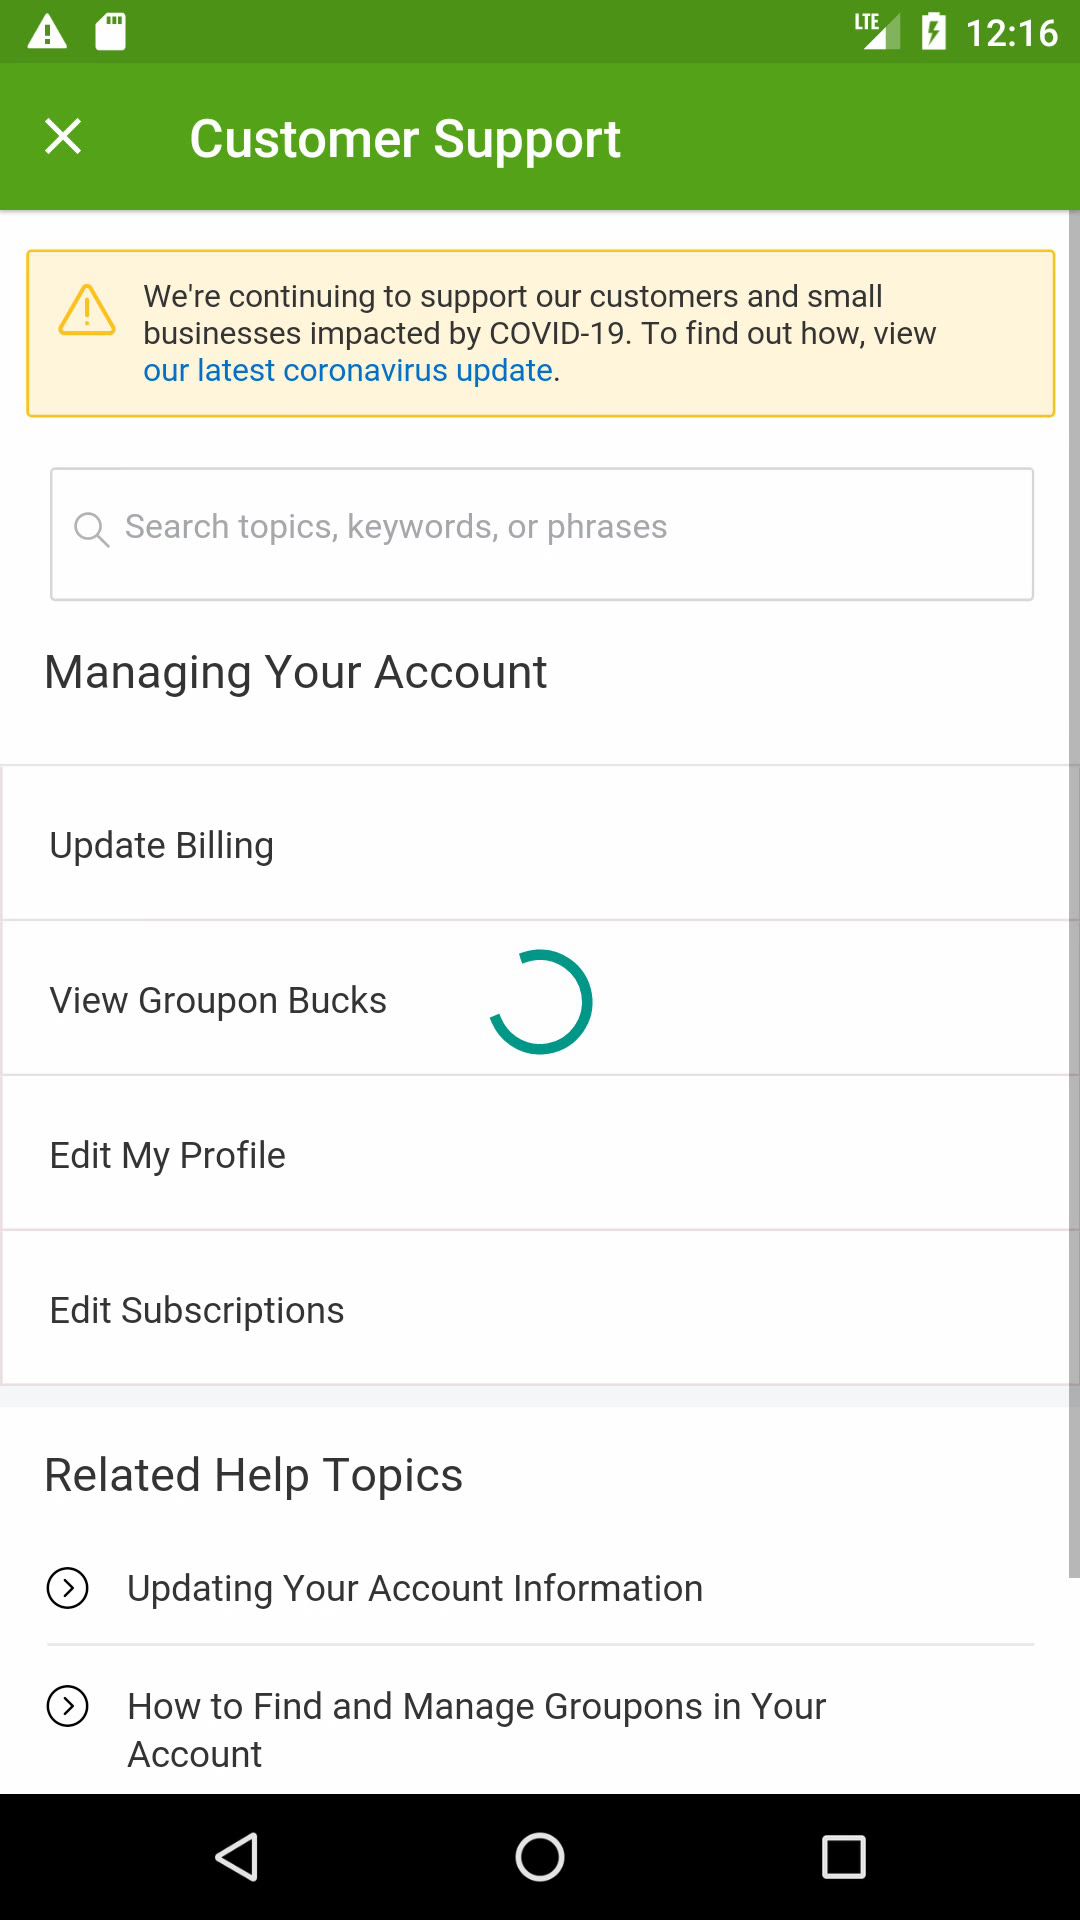 LTE 12:16
Customer Support
We're continuing to support our customers and small
businesses impacted by COVID-19. To find out how, view
our latest coronavirus update.
Search topics, keywords, or phrases
Managing Your Account
Update Billing
View Groupon Bucks
Edit My Profile
Edit Subscriptions
Related Help Topics
Updating Your Account Information
How to Find and Manage Groupons in Your
Account